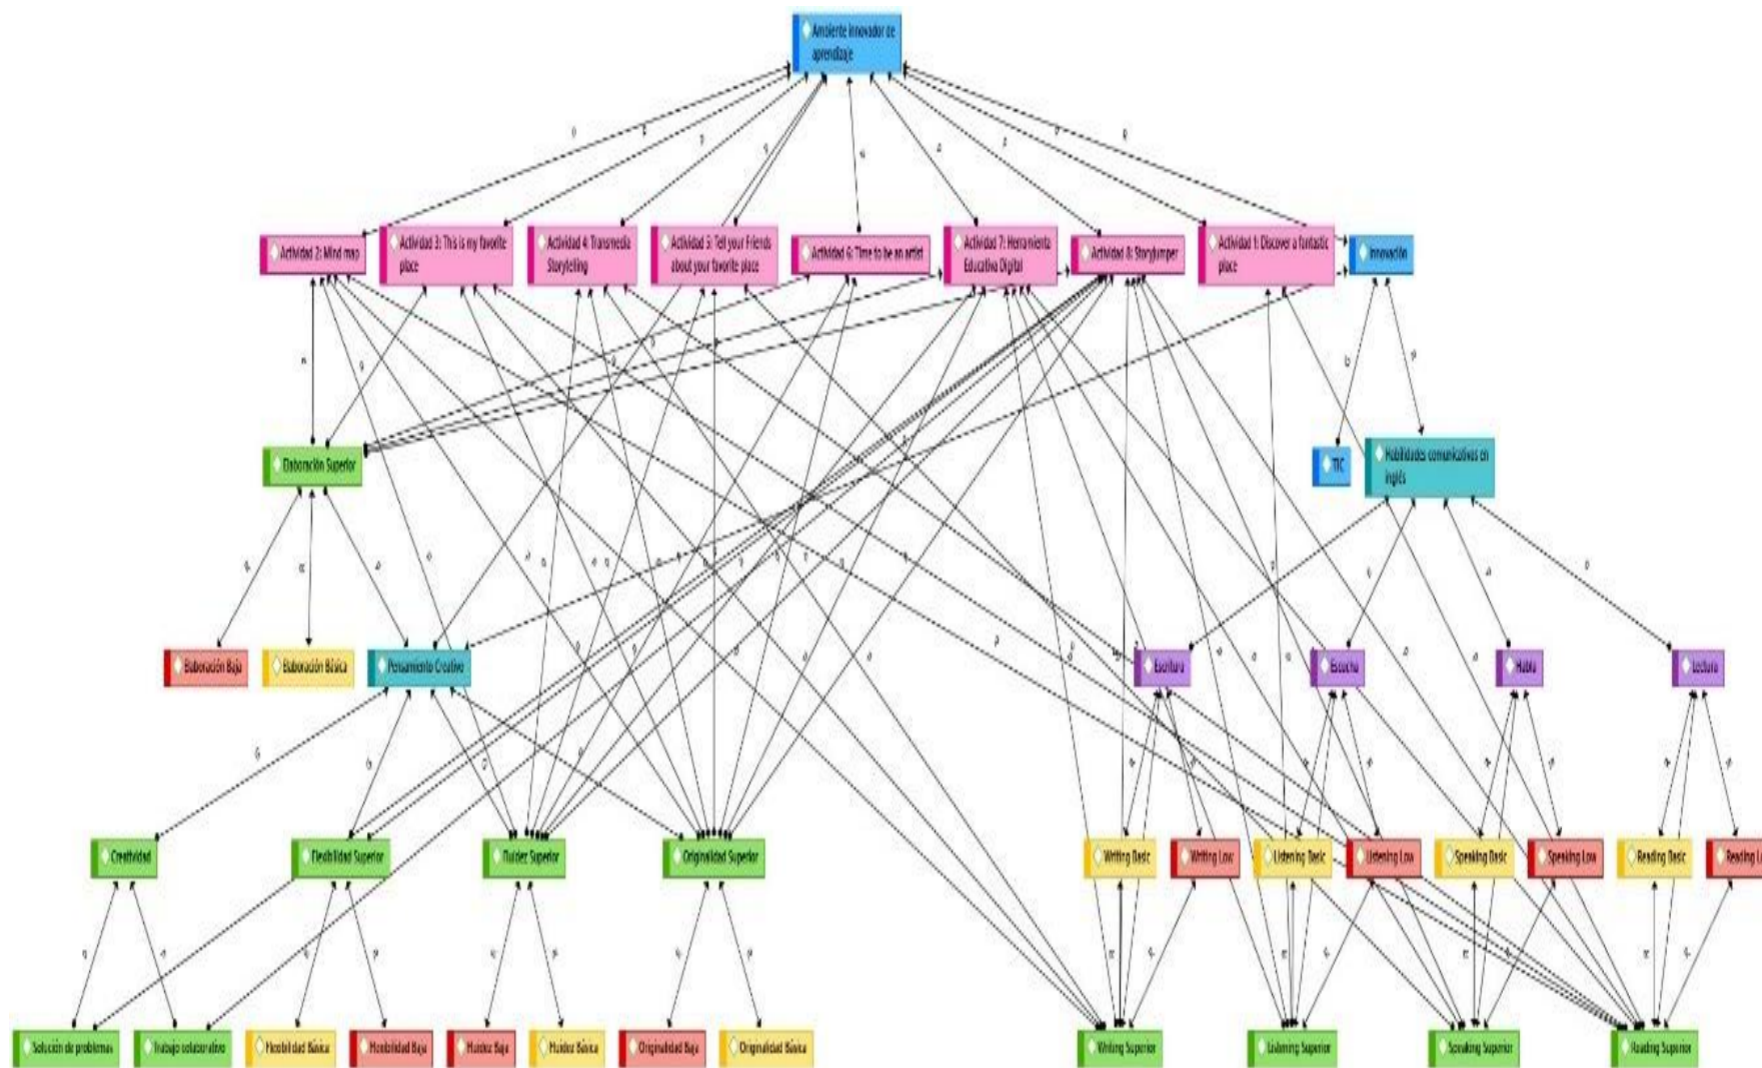 Ambiente innovador de
aprendizaje
Actividad 2: Mind map
Actividad 3: This is my favorite
place
Actividad 4: Transmedia
Storytelling
Actividad 5: Tell your Friends
about your favorite place
Actividad 6: Time to be an artist
Actividad 7: Herramienta
Educativa Digital
Actividad 8: Storyjumper
Actividad 1: Discover a fantastic
place
Innovación
Elaboración Superior
TIC
Habilidades comunicativas en
inglés
Elaboración Baja
Elaboración Básica
Pensamiento Creativo
Escritura
Escucha
Habla
Lectura
Creatividad
Flexibilidad Superior
Fluidez Superior
Originalidad Superior
Writing Basic
Writing Low
Listening Basic
Listening Low
Speaking Basic
Speaking Low
Reading Basic
Reading Lo
Solución de problemas
Trabajo colaborativo
Flexibilidad Básica
Flexibilidad Baja
Fluidez Baja
Fluidez Básica
Originalidad Baja
Originalidad Básica
Writing Superior
Listening Superior
Speaking Superior
Reading Superior